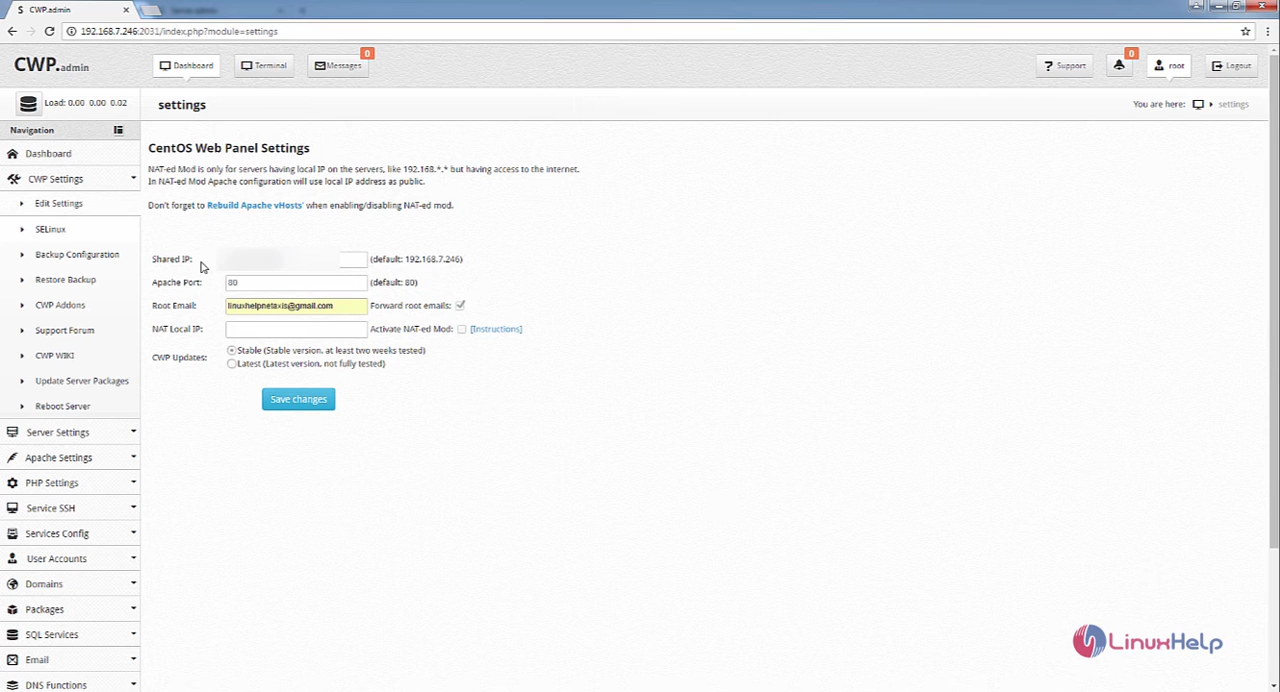 CWP.admin
192.168.7.246:2031/index.php?module=settings
CWP.admin
Dashboard
Terminal
Messages
0
Support
0
root
Logout
Load: 0.00 0.00 0.02
settings
You are here:
settings
Navigation
Dashboard
CWP Settings
Edit Settings
SELinux
Backup Configuration
Restore Backup
CWP Addons
Support Forum
CWP WIKI
Update Server Packages
Reboot Server
Server Settings
Apache Settings
PHP Settings
Service SSH
Services Config
User Accounts
Domains
Packages
SQL Services
Email
DNS Functions
CentOS Web Panel Settings
NAT-ed Mod is only for servers having local IP on the servers, like 192.168.*.* but having access to the internet.
In NAT-ed Mod Apache configuration will use local IP address as public.
Don't forget to Rebuild Apache vHosts' when enabling/disabling NAT-ed mod.
Shared IP: (default: 192.168.7.246)
Apache Port: 80 (default: 80)
Root Email: linuxhelpnetaxis@gmail.com Forward root emails:
NAT Local IP: Activate NAT-ed Mod: [Instructions]
CWP Updates:
Stable (Stable version, at least two weeks tested)
Latest (Latest version, not fully tested)
Save changes
LinuxHelp